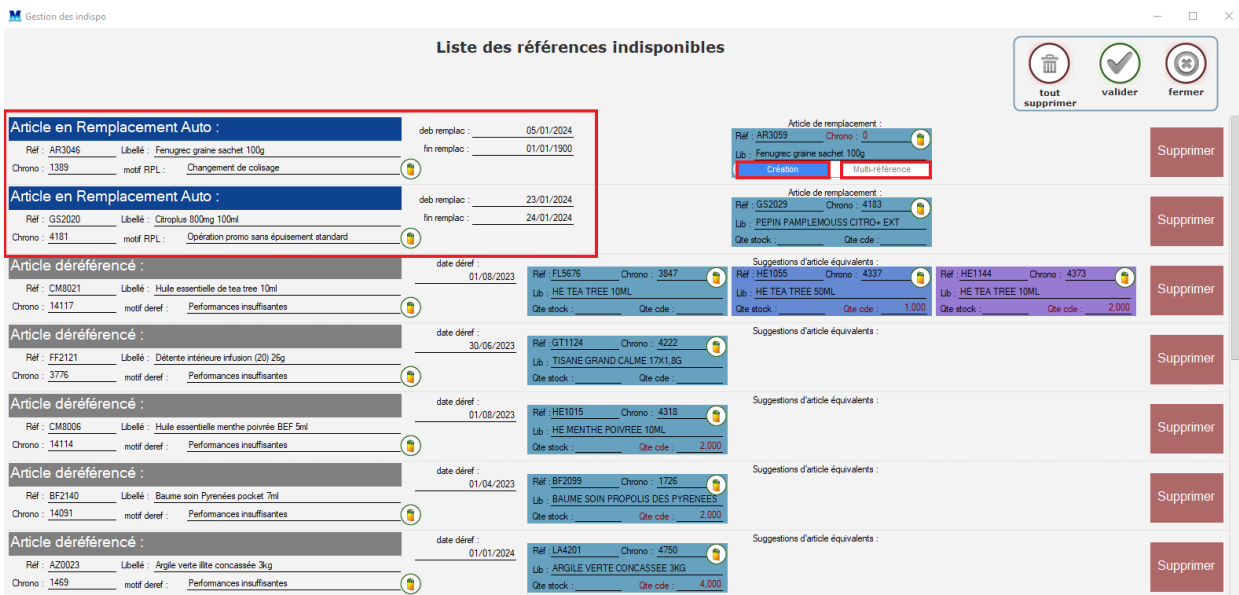 Gestion des indispo
Liste des références indisponibles
tout supprimer
valider
fermer
Article en Remplacement Auto :
deb remplac : 05/01/2024
Article de remplacement :
Réf : AR3046 Libellé : Fenugrec graine sachet 100g
fin remplac : 01/01/1900
Réf : AR3059 Chrono : 0
Lib : Fenugrec graine sachet 100g
Chrono : 1389 motif RPL : Changement de colisage
Création Multi-référence
Supprimer
Article en Remplacement Auto :
deb remplac : 23/01/2024
Article de remplacement :
Réf : GS2020 Libellé : Citroplus 800mg 100ml
fin remplac : 24/01/2024
Réf : GS2029 Chrono : 4183
Lib : PEPIN PAMPLEMOUSS CITRO+ EXT
Chrono : 4181 motif RPL : Opération promo sans épuisement standard
Qte stock : Qte cde :
Supprimer
Article déréférencé :
date déref : 01/08/2023
Suggestions d'article équivalents :
Réf : CM8021 Libellé : Huile essentielle de tea tree 10ml
Réf : FL5676 Chrono : 3847
Lib : HE TEA TREE 10ML
Qte stock : Qte cde :
Réf : HE1055 Chrono : 4337
Lib : HE TEA TREE 50ML
Qte stock : Qte cde : 1,000
Réf : HE1144 Chrono : 4373
Lib : HE TEA TREE 10ML
Qte stock : Qte cde : 2,000
Chrono : 14117 motif deref : Performances insuffisantes
Supprimer
Article déréférencé :
date déref : 30/06/2023
Suggestions d'article équivalents :
Réf : FF2121 Libellé : Détente intérieure infusion (20) 26g
Réf : GT1124 Chrono : 4222
Lib : TISANE GRAND CALME 17X1,8G
Qte stock : Qte cde :
Chrono : 3776 motif deref : Performances insuffisantes
Supprimer
Article déréférencé :
date déref : 01/08/2023
Suggestions d'article équivalents :
Réf : CM8006 Libellé : Huile essentielle menthe poivrée BEF 5ml
Réf : HE1015 Chrono : 4318
Lib : HE MENTHE POIVREE 10ML
Qte stock : Qte cde : 2,000
Chrono : 14114 motif deref : Performances insuffisantes
Supprimer
Article déréférencé :
date déref : 01/04/2023
Suggestions d'article équivalents :
Réf : BF2140 Libellé : Baume soin Pyrenées pocket 7ml
Réf : BF2099 Chrono : 1726
Lib : BAUME SOIN PROPOLIS DES PYRENEES
Qte stock : Qte cde : 2,000
Chrono : 14091 motif deref : Performances insuffisantes
Supprimer
Article déréférencé :
date déref : 01/01/2024
Suggestions d'article équivalents :
Réf : AZ0023 Libellé : Argile verte illite concassée 3kg
Réf : LA4201 Chrono : 4750
Lib : ARGILE VERTE CONCASSEE 3KG
Qte stock : Qte cde : 4,000
Chrono : 1469 motif deref : Performances insuffisantes
Supprimer